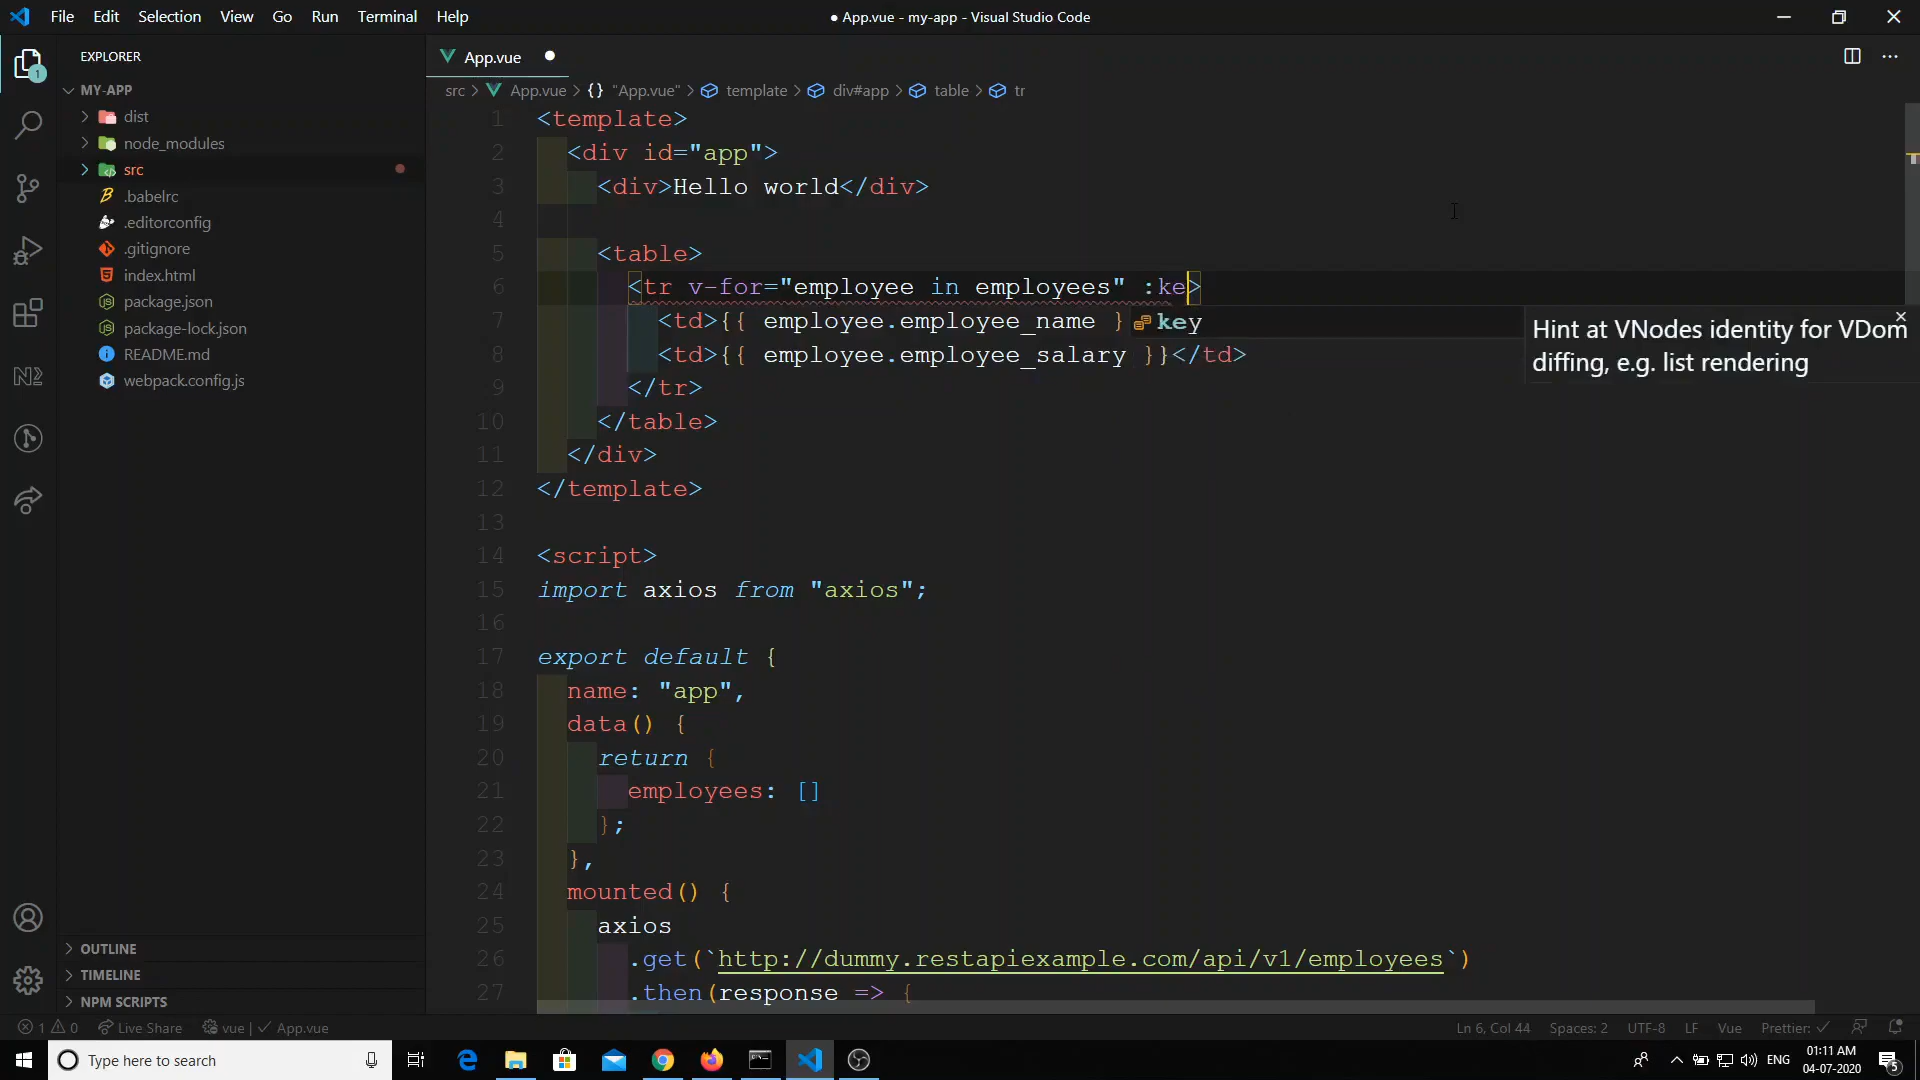 File Edit Selection View Go Run Terminal Help
● App.vue - my-app - Visual Studio Code
EXPLORER
App.vue
MY-APP
src > App.vue > {} "App.vue" > template > div#app > table > tr
dist
node_modules
src
.babelrc
.editorconfig
.gitignore
index.html
package.json
package-lock.json
README.md
webpack.config.js
1 <template>
2 <div id="app">
3 <div>Hello world</div>
4
5 <table>
6 <tr v-for="employee in employees" :ke>
7 <td>{{ employee.employee_name }
key
Hint at VNodes identity for VDom
diffing, e.g. list rendering
8 <td>{{ employee.employee_salary }}</td>
9 </tr>
10 </table>
11 </div>
12 </template>
13
14 <script>
15 import axios from "axios";
16
17 export default {
18 name: "app",
19 data() {
20 return {
21 employees: []
22 };
23 },
24 mounted() {
25 axios
26 .get(`http://dummy.restapiexample.com/api/v1/employees`)
27 .then(response => {
OUTLINE
TIMELINE
NPM SCRIPTS
1 0 Live Share vue | ✓ App.vue
Ln 6, Col 44 Spaces: 2 UTF-8 LF Vue Prettier: ✓
Type here to search
ENG
01:11 AM
04-07-2020
5
1